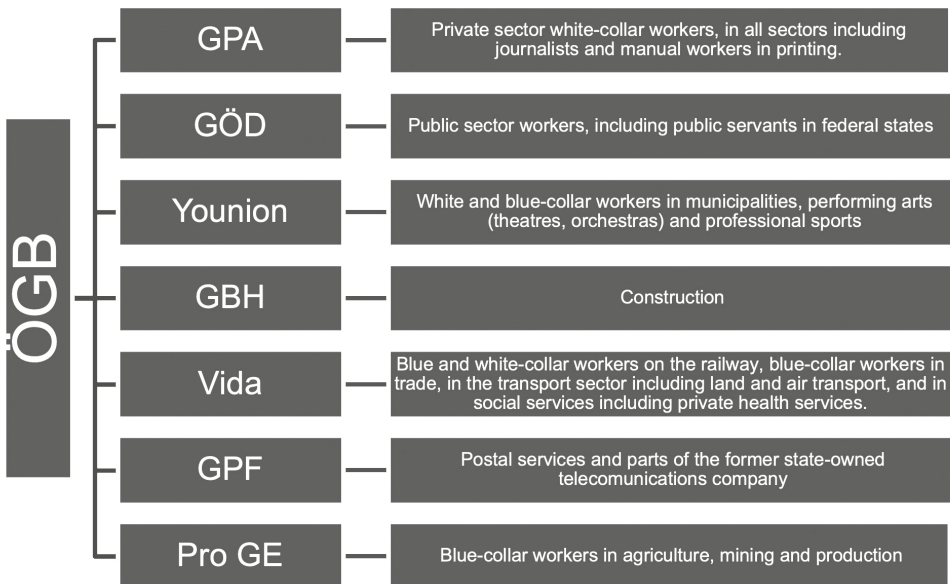 ÖGB
GPA
Private sector white-collar workers, in all sectors including
journalists and manual workers in printing.
GÖD
Public sector workers, including public servants in federal states
Younion
White and blue-collar workers in municipalities, performing arts
(theatres, orchestras) and professional sports
GBH
Construction
Vida
Blue and white-collar workers on the railway, blue-collar workers in
trade, in the transport sector including land and air transport, and in
social services including private health services.
GPF
Postal services and parts of the former state-owned
telecomunications company
Pro GE
Blue-collar workers in agriculture, mining and production